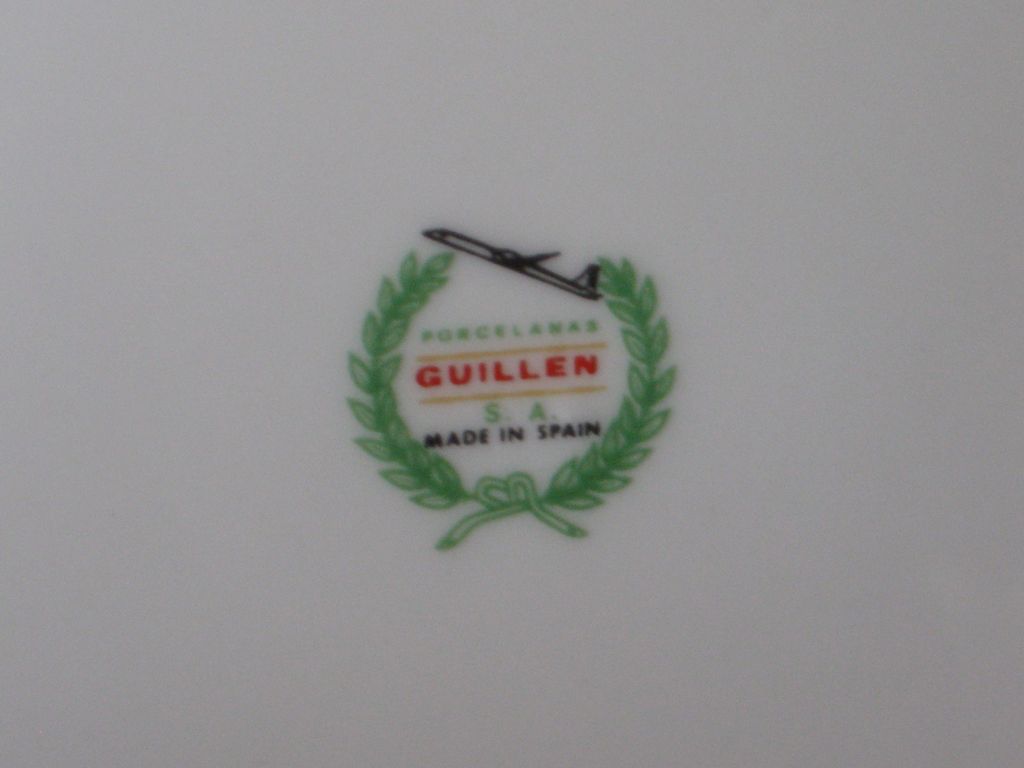 PORCELANAS
GUILLEN
S. A.
MADE IN SPAIN